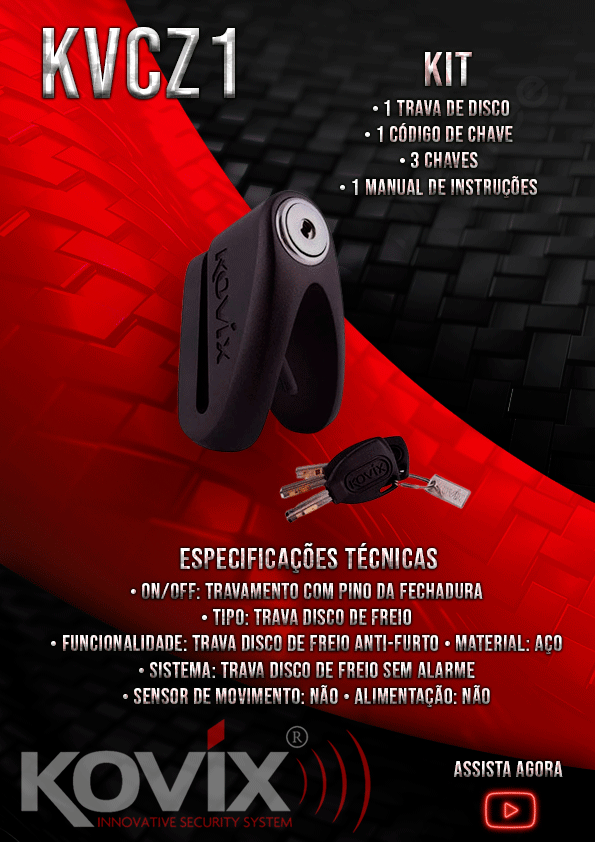 KVCZ1
KIT
• 1 TRAVA DE DISCO
• 1 CÓDIGO DE CHAVE
• 3 CHAVES
• 1 MANUAL DE INSTRUÇÕES
KOVIX
KOVIX
ESPECIFICAÇÕES TÉCNICAS
• ON/OFF: TRAVAMENTO COM PINO DA FECHADURA
• TIPO: TRAVA DISCO DE FREIO
• FUNCIONALIDADE: TRAVA DISCO DE FREIO ANTI-FURTO • MATERIAL: AÇO
• SISTEMA: TRAVA DISCO DE FREIO SEM ALARME
• SENSOR DE MOVIMENTO: NÃO • ALIMENTAÇÃO: NÃO
KOVIX®
INNOVATIVE SECURITY SYSTEM
ASSISTA AGORA